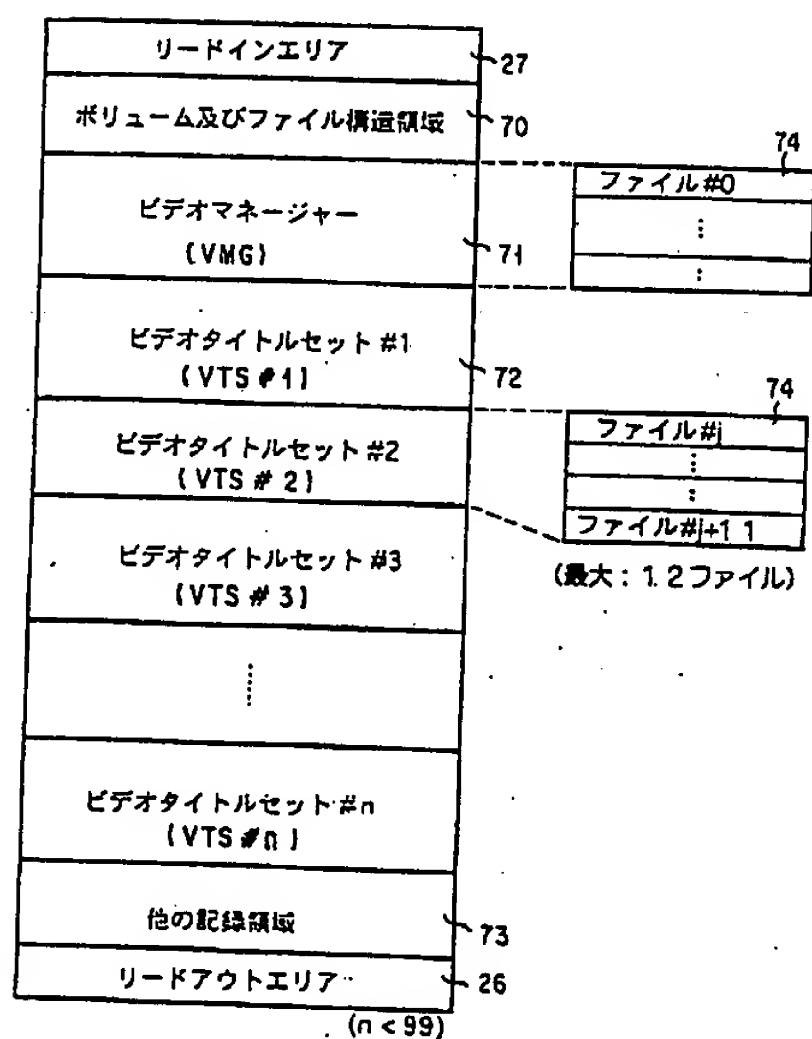 リードインエリア
27
ボリューム及びファイル構造領域
70
74
ファイル#0
ビデオマネージャー
(VMG)
71
ビデオタイトルセット #1
(VTS #1)
72
74
ファイル#j
ビデオタイトルセット #2
(VTS # 2)
ファイル#j+1 1
(最大 : 1. 2ファイル)
ビデオタイトルセット #3
(VTS # 3)
ビデオタイトルセット #n
(VTS #n )
他の記録領域
73
リードアウトエリア
26
(n < 99)